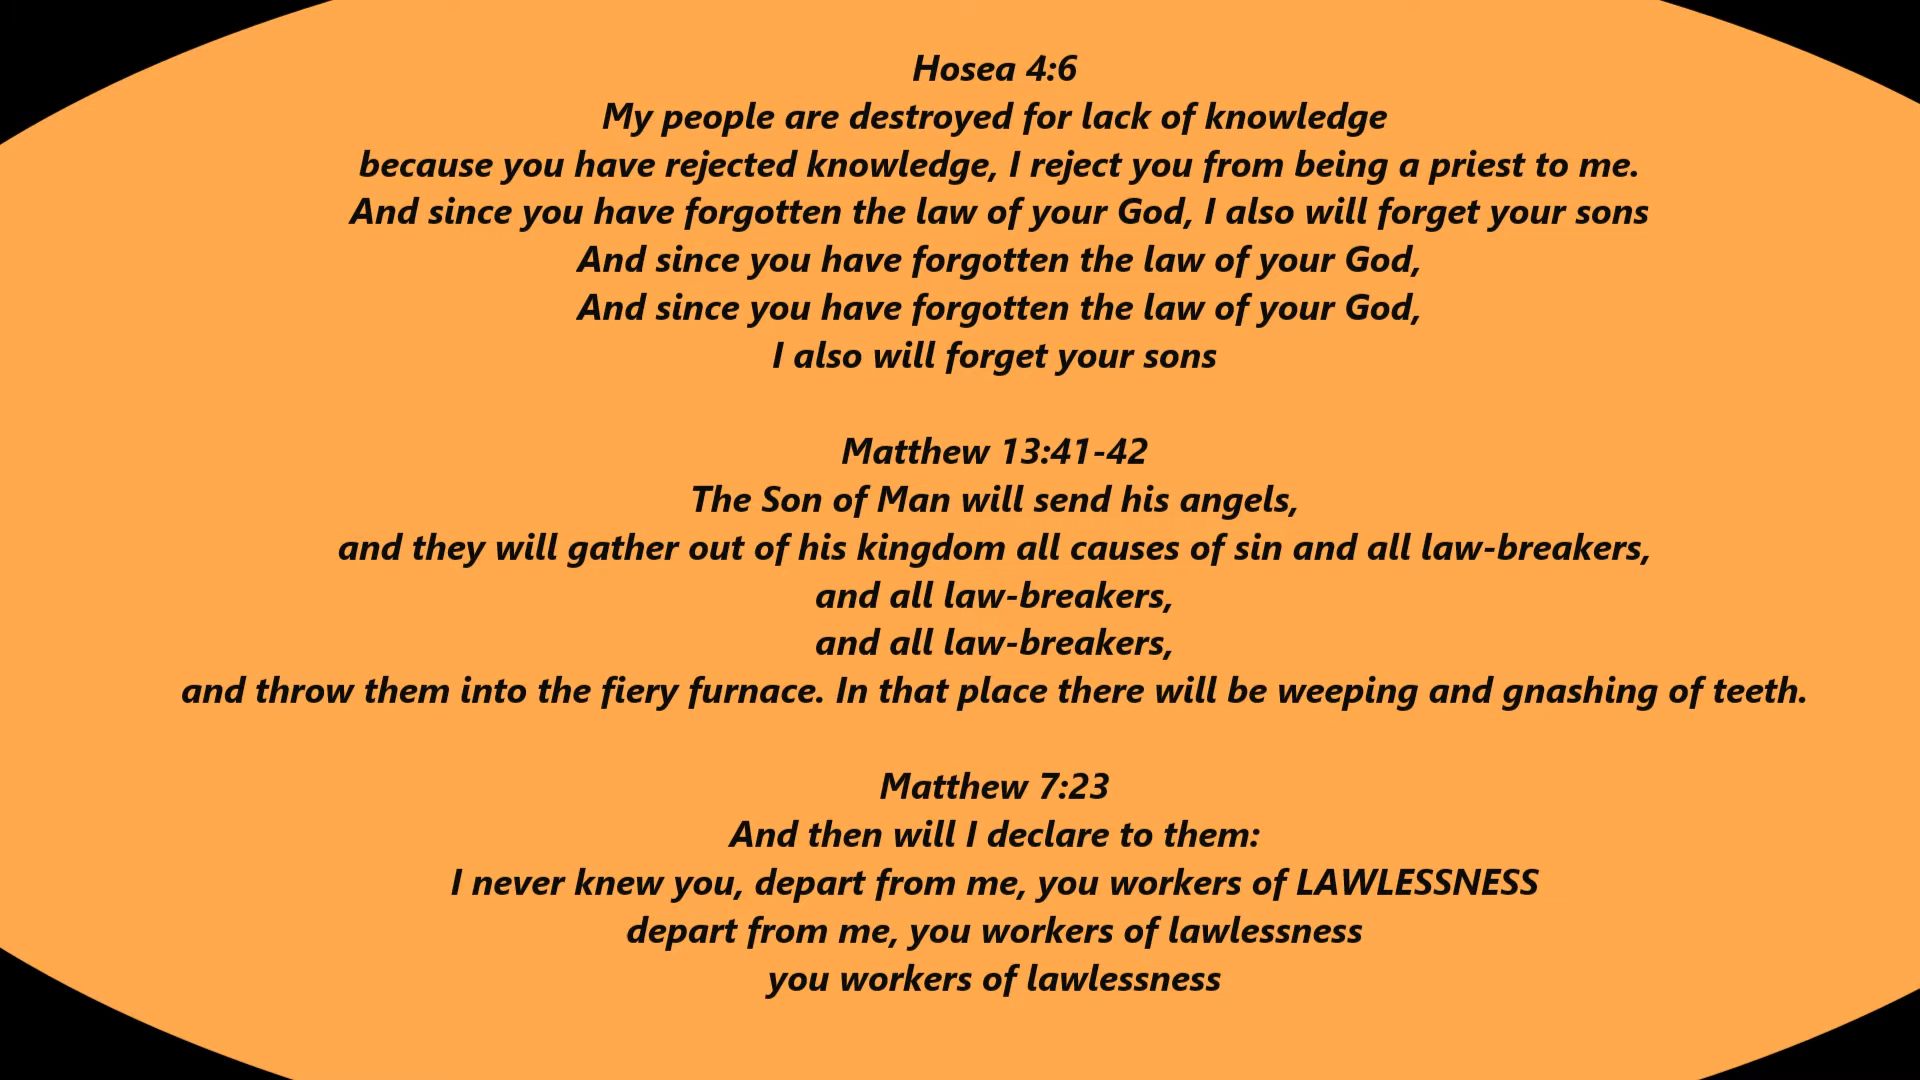 Hosea 4:6
My people are destroyed for lack of knowledge
because you have rejected knowledge, I reject you from being a priest to me.
And since you have forgotten the law of your God, I also will forget your sons
And since you have forgotten the law of your God,
And since you have forgotten the law of your God,
I also will forget your sons
Matthew 13:41-42
The Son of Man will send his angels,
and they will gather out of his kingdom all causes of sin and all law-breakers,
and all law-breakers,
and all law-breakers,
and throw them into the fiery furnace. In that place there will be weeping and gnashing of teeth.
Matthew 7:23
And then will I declare to them:
I never knew you, depart from me, you workers of LAWLESSNESS
depart from me, you workers of lawlessness
you workers of lawlessness